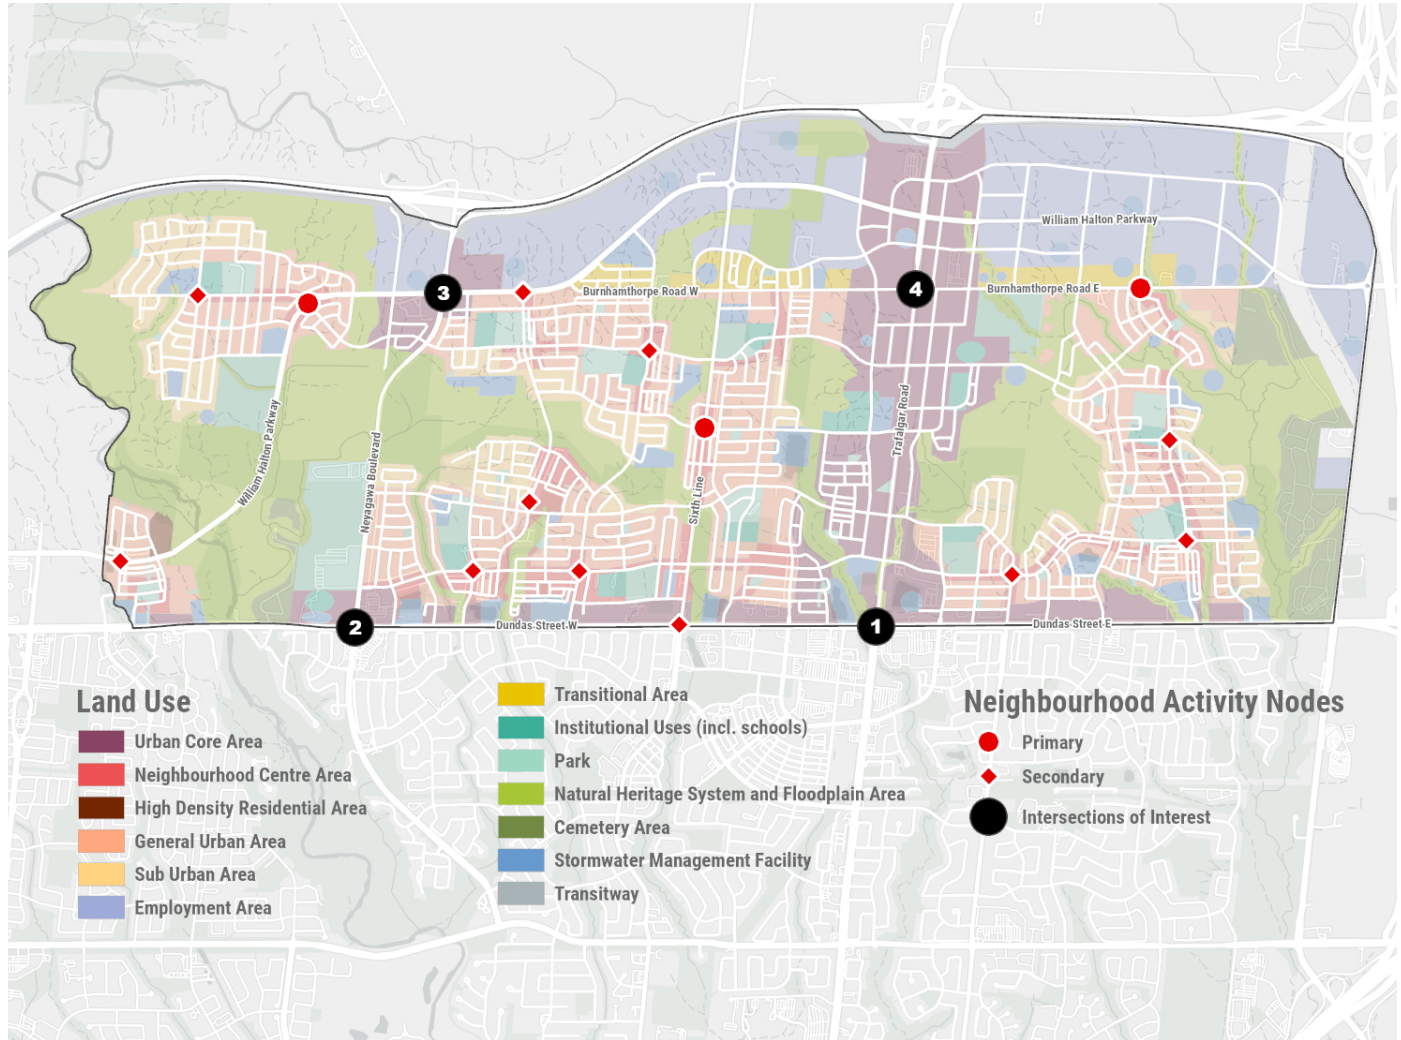 William Halton Parkway
3
4
Burnhamthorpe Road W
Burnhamthorpe Road E
Trafalgar Road
William Halton Parkway
Neyagawa Boulevard
Sixth Line
2
1
Dundas Street W
Dundas Street E
Land Use
Urban Core Area
Neighbourhood Centre Area
High Density Residential Area
General Urban Area
Sub Urban Area
Employment Area
Transitional Area
Institutional Uses (incl. schools)
Park
Natural Heritage System and Floodplain Area
Cemetery Area
Stormwater Management Facility
Transitway
Neighbourhood Activity Nodes
Primary
Secondary
Intersections of Interest